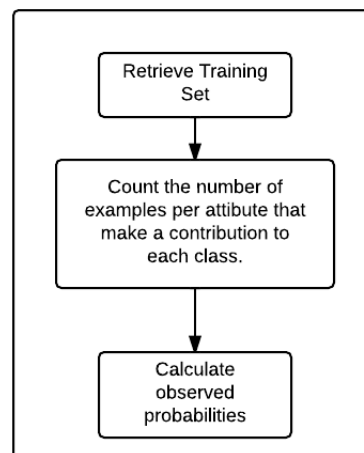 Retrieve Training
Set
Count the number of
examples per attibute that
make a contribution to
each class.
Calculate
observed
probabilities